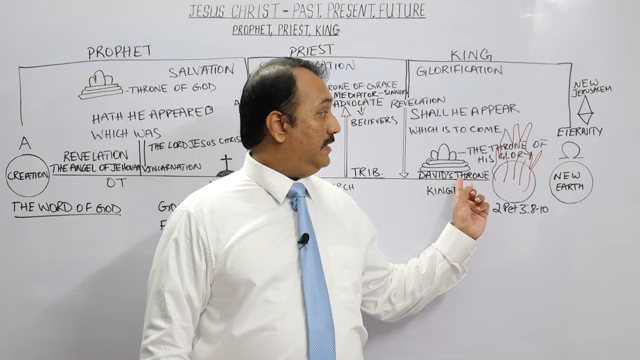 JESUS CHRIST - PAST, PRESENT, FUTURE
PROPHET, PRIEST, KING
PROPHET
PRIEST
KING
SALVATION
THRONE OF GOD
HATH HE APPEARED
WHICH WAS
THE LORD JESUS CHRIST
REVELATION
THE ANGEL OF JEHOVAH
A
CREATION
OT
THE WORD OF GOD
THRONE OF GRACE
MEDIATOR - SINNERS
ADVOCATE
BELIEVERS
TRIB.
GLORIFICATION
REVELATION
SHALL HE APPEAR
WHICH IS TO COME
THE THRONE OF
HIS GLORY
DAVID'S THRONE
2 Pet 3:8-10
NEW
JERUSALEM
ETERNITY
Ω
NEW
EARTH